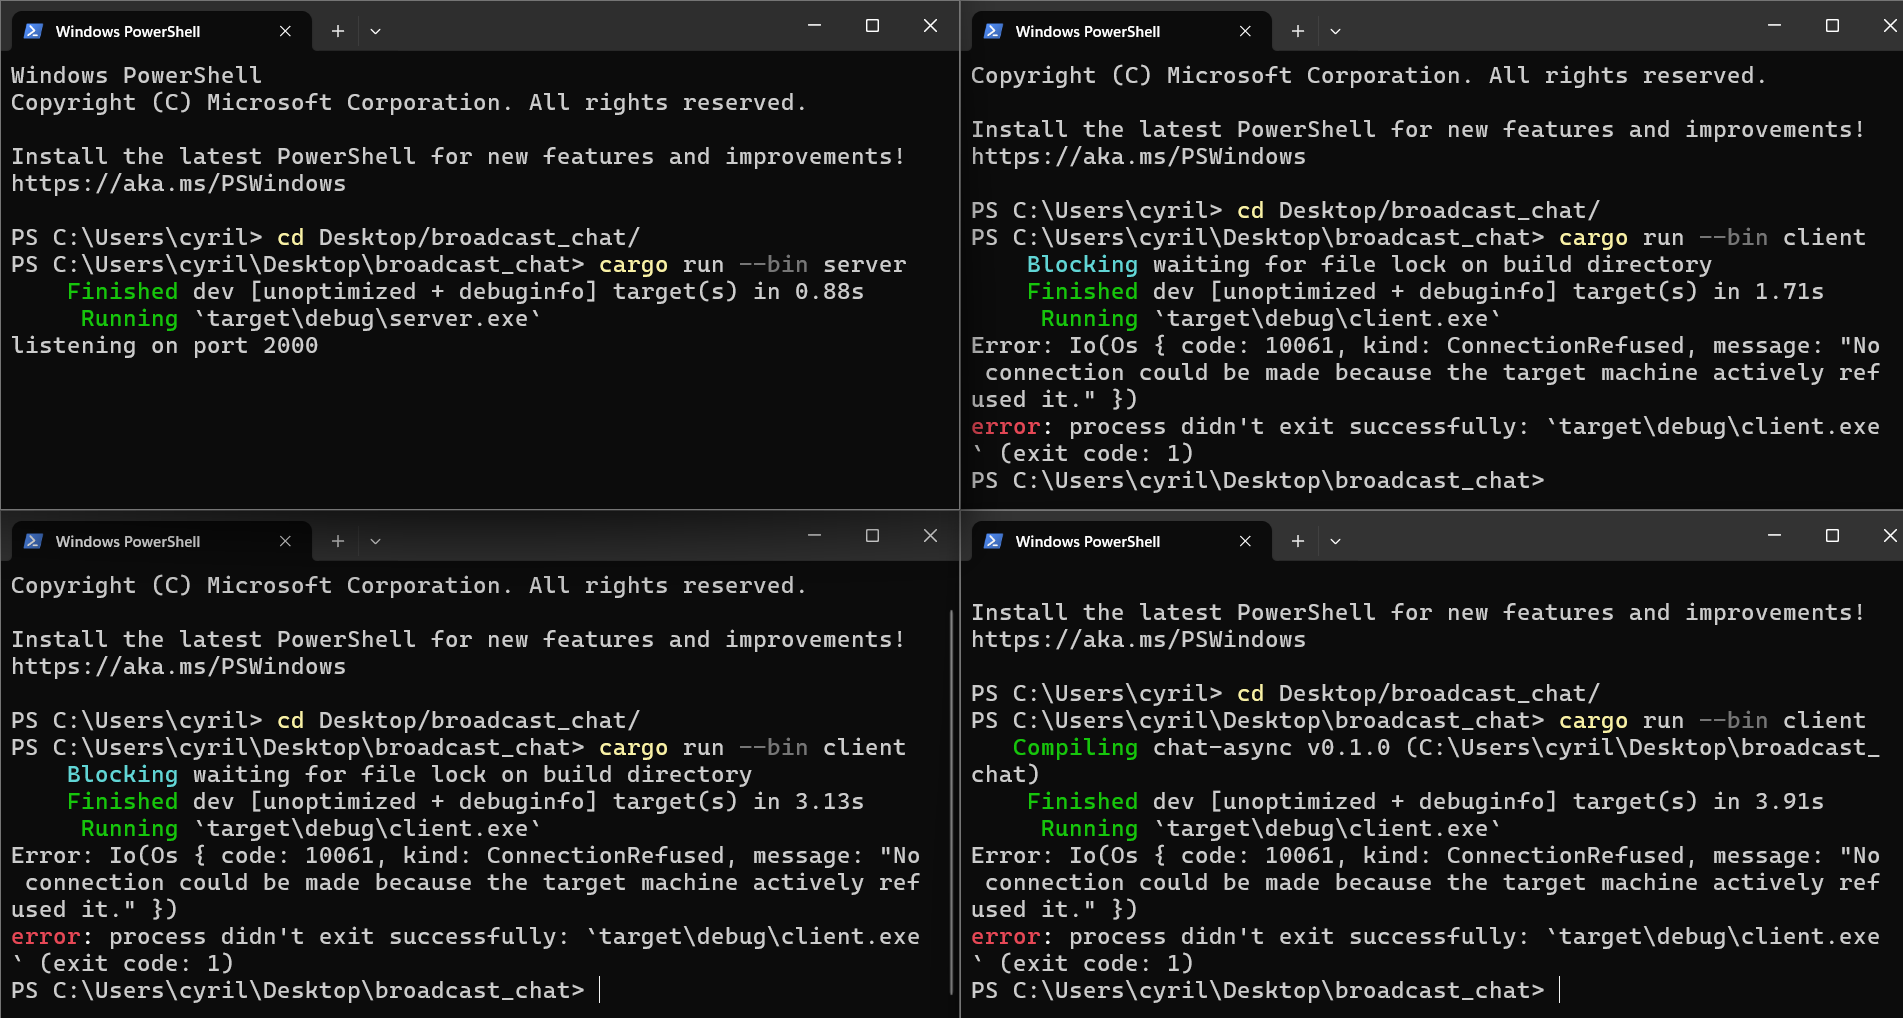 Windows PowerShell
Windows PowerShell
Copyright (C) Microsoft Corporation. All rights reserved.
Install the latest PowerShell for new features and improvements!
https://aka.ms/PSWindows
PS C:\Users\cyril> cd Desktop/broadcast_chat/
PS C:\Users\cyril\Desktop\broadcast_chat> cargo run --bin server
Finished dev [unoptimized + debuginfo] target(s) in 0.88s
Running `target\debug\server.exe`
listening on port 2000
Windows PowerShell
Copyright (C) Microsoft Corporation. All rights reserved.
Install the latest PowerShell for new features and improvements!
https://aka.ms/PSWindows
PS C:\Users\cyril> cd Desktop/broadcast_chat/
PS C:\Users\cyril\Desktop\broadcast_chat> cargo run --bin client
Blocking waiting for file lock on build directory
Finished dev [unoptimized + debuginfo] target(s) in 1.71s
Running `target\debug\client.exe`
Error: Io(Os { code: 10061, kind: ConnectionRefused, message: "No
connection could be made because the target machine actively ref
used it." })
error: process didn't exit successfully: `target\debug\client.exe
` (exit code: 1)
PS C:\Users\cyril\Desktop\broadcast_chat>
Windows PowerShell
Copyright (C) Microsoft Corporation. All rights reserved.
Install the latest PowerShell for new features and improvements!
https://aka.ms/PSWindows
PS C:\Users\cyril> cd Desktop/broadcast_chat/
PS C:\Users\cyril\Desktop\broadcast_chat> cargo run --bin client
Blocking waiting for file lock on build directory
Finished dev [unoptimized + debuginfo] target(s) in 3.13s
Running `target\debug\client.exe`
Error: Io(Os { code: 10061, kind: ConnectionRefused, message: "No
connection could be made because the target machine actively ref
used it." })
error: process didn't exit successfully: `target\debug\client.exe
` (exit code: 1)
PS C:\Users\cyril\Desktop\broadcast_chat>
Windows PowerShell
Install the latest PowerShell for new features and improvements!
https://aka.ms/PSWindows
PS C:\Users\cyril> cd Desktop/broadcast_chat/
PS C:\Users\cyril\Desktop\broadcast_chat> cargo run --bin client
Compiling chat-async v0.1.0 (C:\Users\cyril\Desktop\broadcast_
chat)
Finished dev [unoptimized + debuginfo] target(s) in 3.91s
Running `target\debug\client.exe`
Error: Io(Os { code: 10061, kind: ConnectionRefused, message: "No
connection could be made because the target machine actively ref
used it." })
error: process didn't exit successfully: `target\debug\client.exe
` (exit code: 1)
PS C:\Users\cyril\Desktop\broadcast_chat>